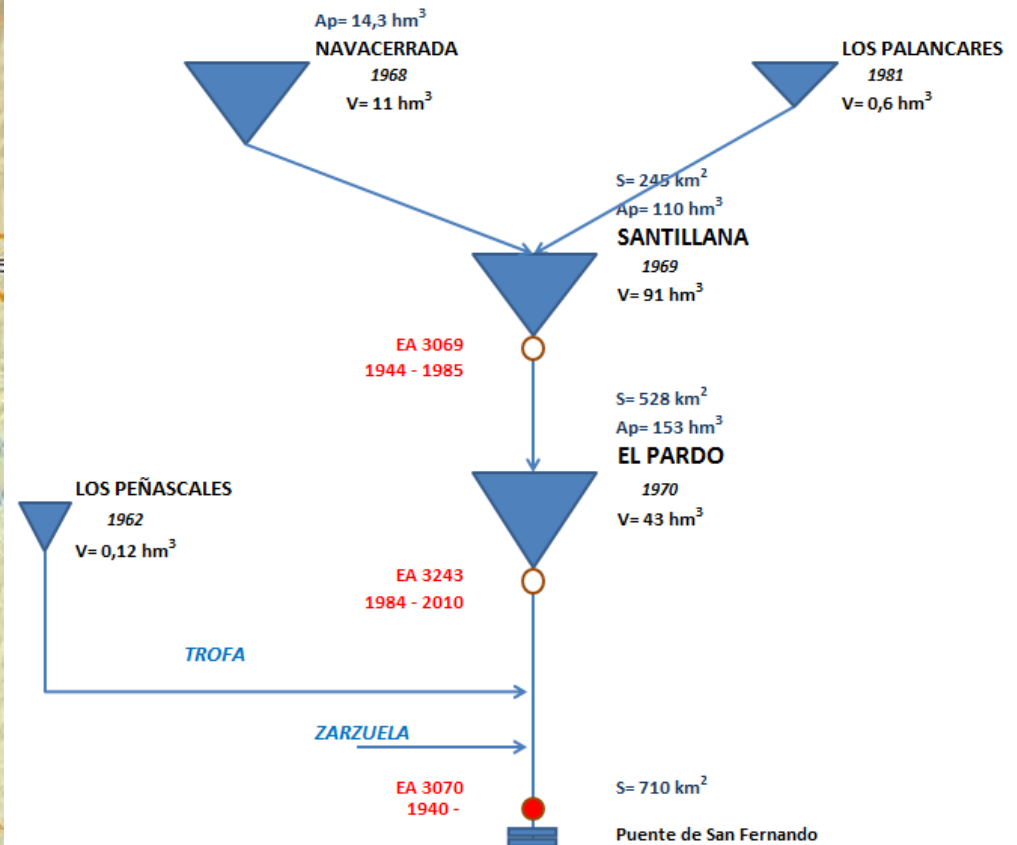 Ap= 14,3 hm³
NAVACERRADA
1968
V= 11 hm³
LOS PALANCARES
1981
V= 0,6 hm³
S= 245 km²
Ap= 110 hm³
SANTILLANA
1969
V= 91 hm³
EA 3069
1944 - 1985
S= 528 km²
Ap= 153 hm³
EL PARDO
1970
V= 43 hm³
LOS PEÑASCALES
1962
V= 0,12 hm³
EA 3243
1984 - 2010
TROFA
ZARZUELA
EA 3070
1940 -
S= 710 km²
Puente de San Fernando